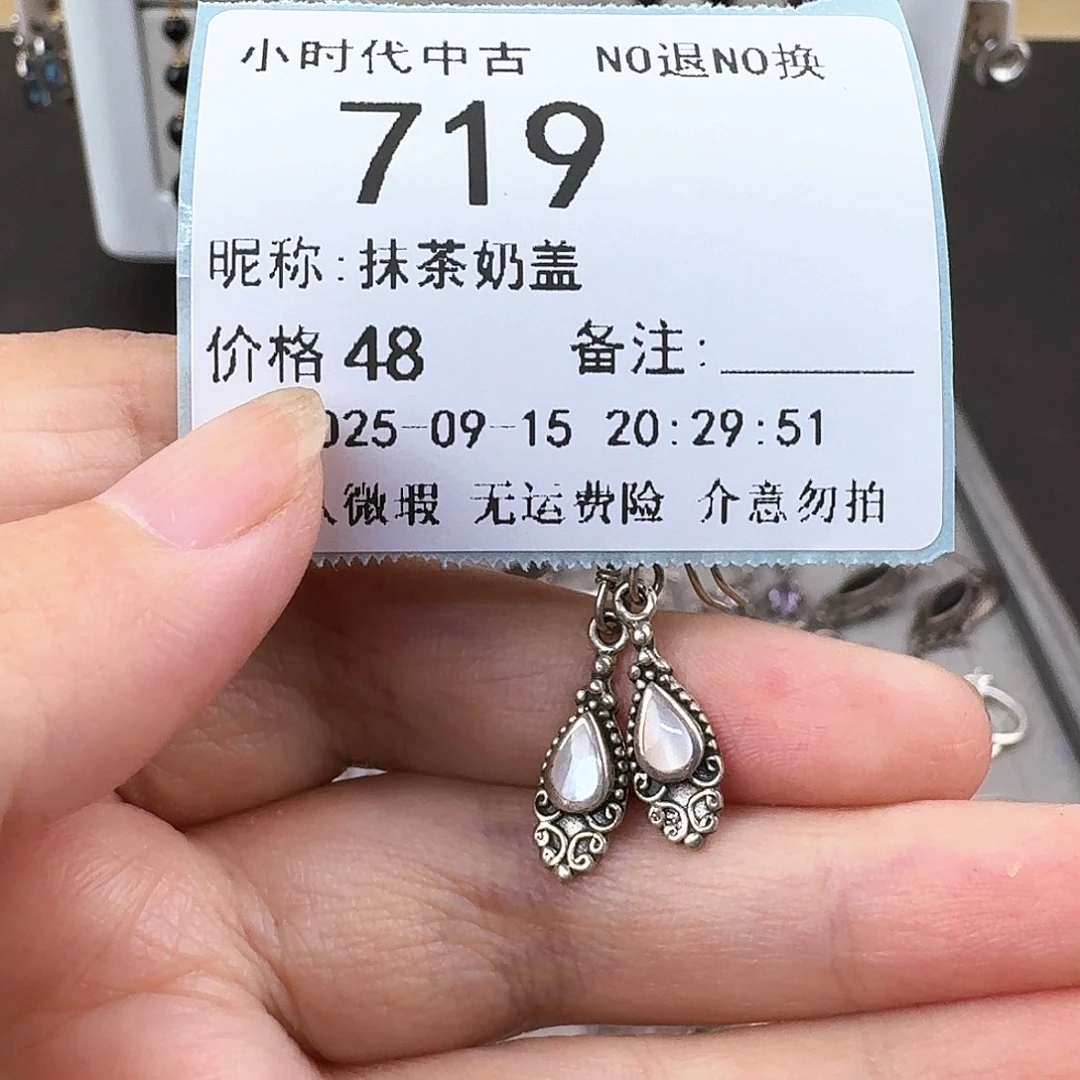 小时代中古 NO退NO换
719
昵称:抹茶奶盖
价格 48 备注:
025-09-15 20:29:51
微瑕 无运费险 介意勿拍